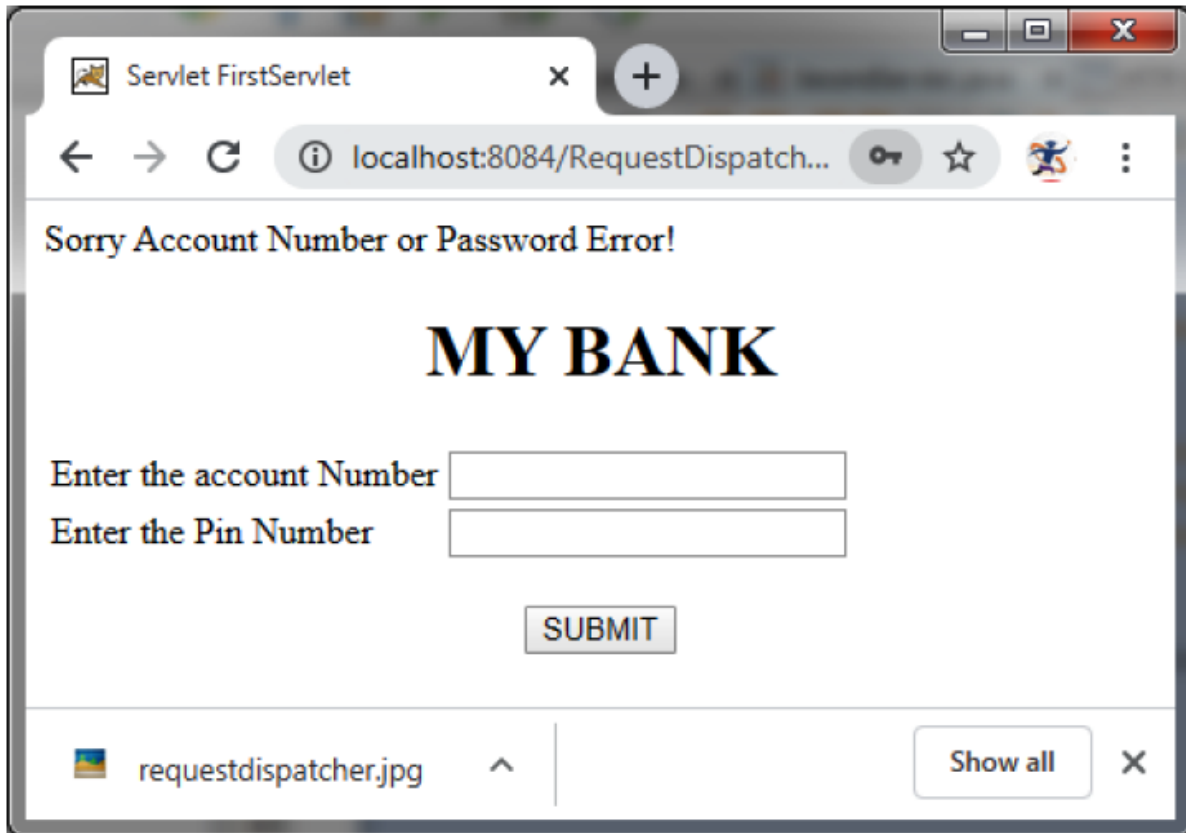 Servlet FirstServlet
localhost:8084/RequestDispatch...
Sorry Account Number or Password Error!
MY BANK
Enter the account Number
Enter the Pin Number
SUBMIT
requestdispatcher.jpg
Show all